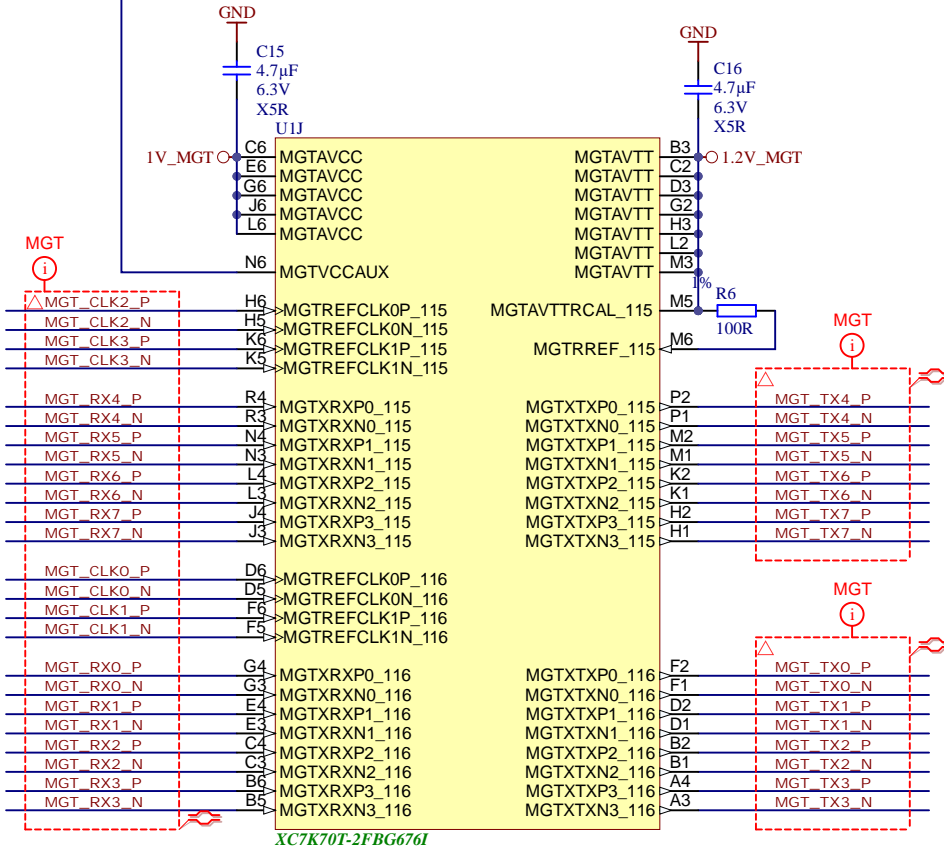 GND
C15
4.7µF
6.3V
X5R
GND
C16
4.7µF
6.3V
X5R
U1J
1V_MGT C6 MGTAVCC MGTAVTT B3 1.2V_MGT
E6 MGTAVCC MGTAVTT C2
G6 MGTAVCC MGTAVTT D3
J6 MGTAVCC MGTAVTT G2
L6 MGTAVCC MGTAVTT H3
MGTAVTT L2
MGT
i
N6 MGTVCCAUX MGTAVTT M3
1%
MGT_CLK2_P H6 MGTREFCLK0P_115 MGTAVTTRCAL_115 M5 R6
100R
MGT_CLK2_N H5 MGTREFCLK0N_115
MGT_CLK3_P K6 MGTREFCLK1P_115 MGTRREF_115 M6
MGT_CLK3_N K5 MGTREFCLK1N_115
MGT
i
MGT_RX4_P R4 MGTXRXP0_115 MGTXTXP0_115 P2 MGT_TX4_P
MGT_RX4_N R3 MGTXRXN0_115 MGTXTXN0_115 P1 MGT_TX4_N
MGT_RX5_P N4 MGTXRXP1_115 MGTXTXP1_115 M2 MGT_TX5_P
MGT_RX5_N N3 MGTXRXN1_115 MGTXTXN1_115 M1 MGT_TX5_N
MGT_RX6_P L4 MGTXRXP2_115 MGTXTXP2_115 K2 MGT_TX6_P
MGT_RX6_N L3 MGTXRXN2_115 MGTXTXN2_115 K1 MGT_TX6_N
MGT_RX7_P J4 MGTXRXP3_115 MGTXTXP3_115 H2 MGT_TX7_P
MGT_RX7_N J3 MGTXRXN3_115 MGTXTXN3_115 H1 MGT_TX7_N
MGT_CLK0_P D6 MGTREFCLK0P_116
MGT_CLK0_N D5 MGTREFCLK0N_116
MGT_CLK1_P F6 MGTREFCLK1P_116
MGT_CLK1_N F5 MGTREFCLK1N_116
MGT
i
MGT_RX0_P G4 MGTXRXP0_116 MGTXTXP0_116 F2 MGT_TX0_P
MGT_RX0_N G3 MGTXRXN0_116 MGTXTXN0_116 F1 MGT_TX0_N
MGT_RX1_P E4 MGTXRXP1_116 MGTXTXP1_116 D2 MGT_TX1_P
MGT_RX1_N E3 MGTXRXN1_116 MGTXTXN1_116 D1 MGT_TX1_N
MGT_RX2_P C4 MGTXRXP2_116 MGTXTXP2_116 B2 MGT_TX2_P
MGT_RX2_N C3 MGTXRXN2_116 MGTXTXN2_116 B1 MGT_TX2_N
MGT_RX3_P B6 MGTXRXP3_116 MGTXTXP3_116 A4 MGT_TX3_P
MGT_RX3_N B5 MGTXRXN3_116 MGTXTXN3_116 A3 MGT_TX3_N
XC7K70T-2FBG676I